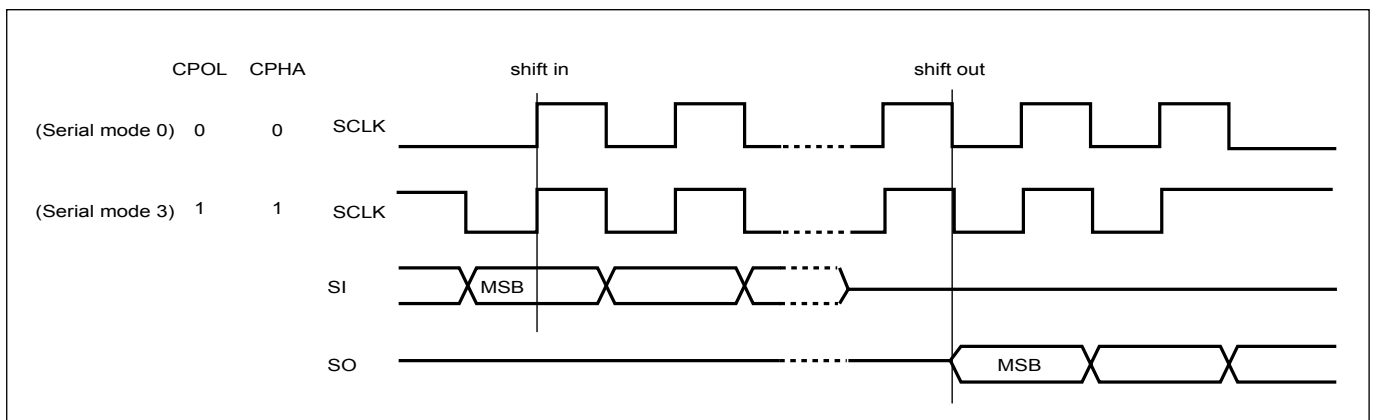 CPOL CPHA shift in shift out
(Serial mode 0) 0 0 SCLK
(Serial mode 3) 1 1 SCLK
SI MSB
SO MSB